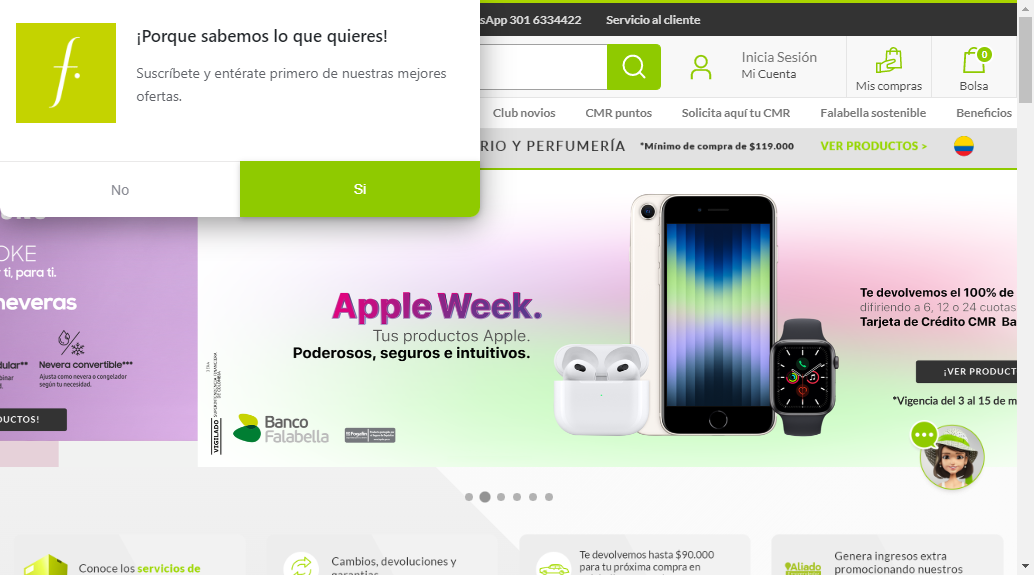 ¡Porque sabemos lo que quieres!
Suscríbete y entérate primero de nuestras mejores
ofertas.
No
Si
sApp 301 6334422
Servicio al cliente
Inicia Sesión
Mi Cuenta
Mis compras
0
Bolsa
Club novios
CMR puntos
Solicita aquí tu CMR
Falabella sostenible
Beneficios
RIO Y PERFUMERÍA
*Mínimo de compra de $119.000
VER PRODUCTOS >
OKE
ti, para ti.
neveras
dular**
Nevera convertible***
Ajusta como nevera o congelador
según tu necesidad.
DUCTOS!
Apple Week.
Tus productos Apple.
Poderosos, seguros e intuitivos.
VIGILADO
Banco
Falabella
Te devolvemos el 100% de
difiriendo a 6, 12 o 24 cuotas
Tarjeta de Crédito CMR Ba
¡VER PRODUCT
*Vigencia del 3 al 15 de m
Conoce los servicios de
Cambios, devoluciones y
garantías
Te devolvemos hasta $90.000
para tu próxima compra en
Aliado
Genera ingresos extra
promocionando nuestros